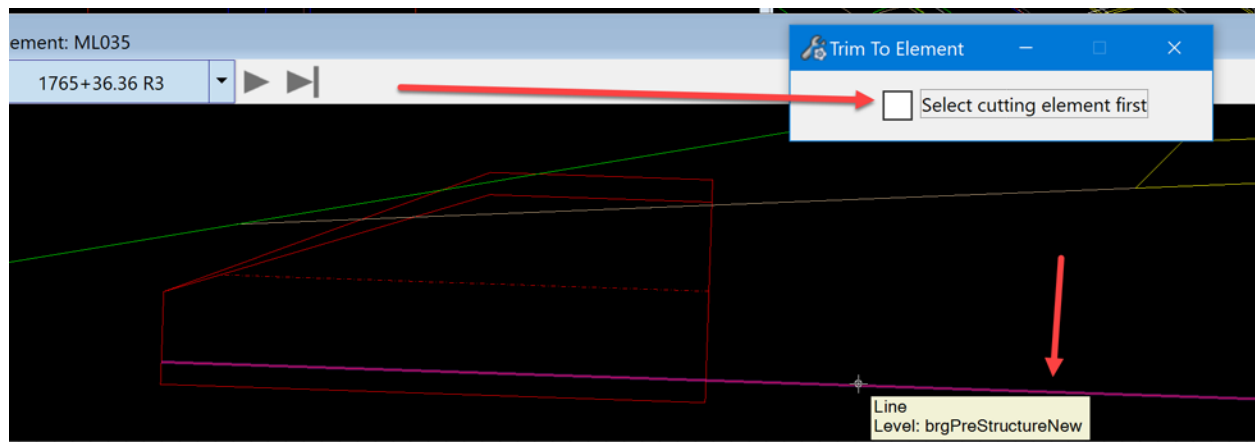 ement: ML035
Trim To Element
1765+36.36 R3
Select cutting element first
Line
Level: brgPreStructureNew